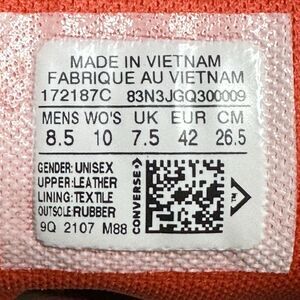 MADE IN VIETNAM
FABRIQUE AU VIETNAM
172187C 83N3JGQ300009
MENS WO'S UK EUR CM
8.5 10 7.5 42 26.5
GENDER: UNISEX
UPPER: LEATHER
LINING: TEXTILE
OUTSOLE: RUBBER
9Q 2107 M88
CONVERSE